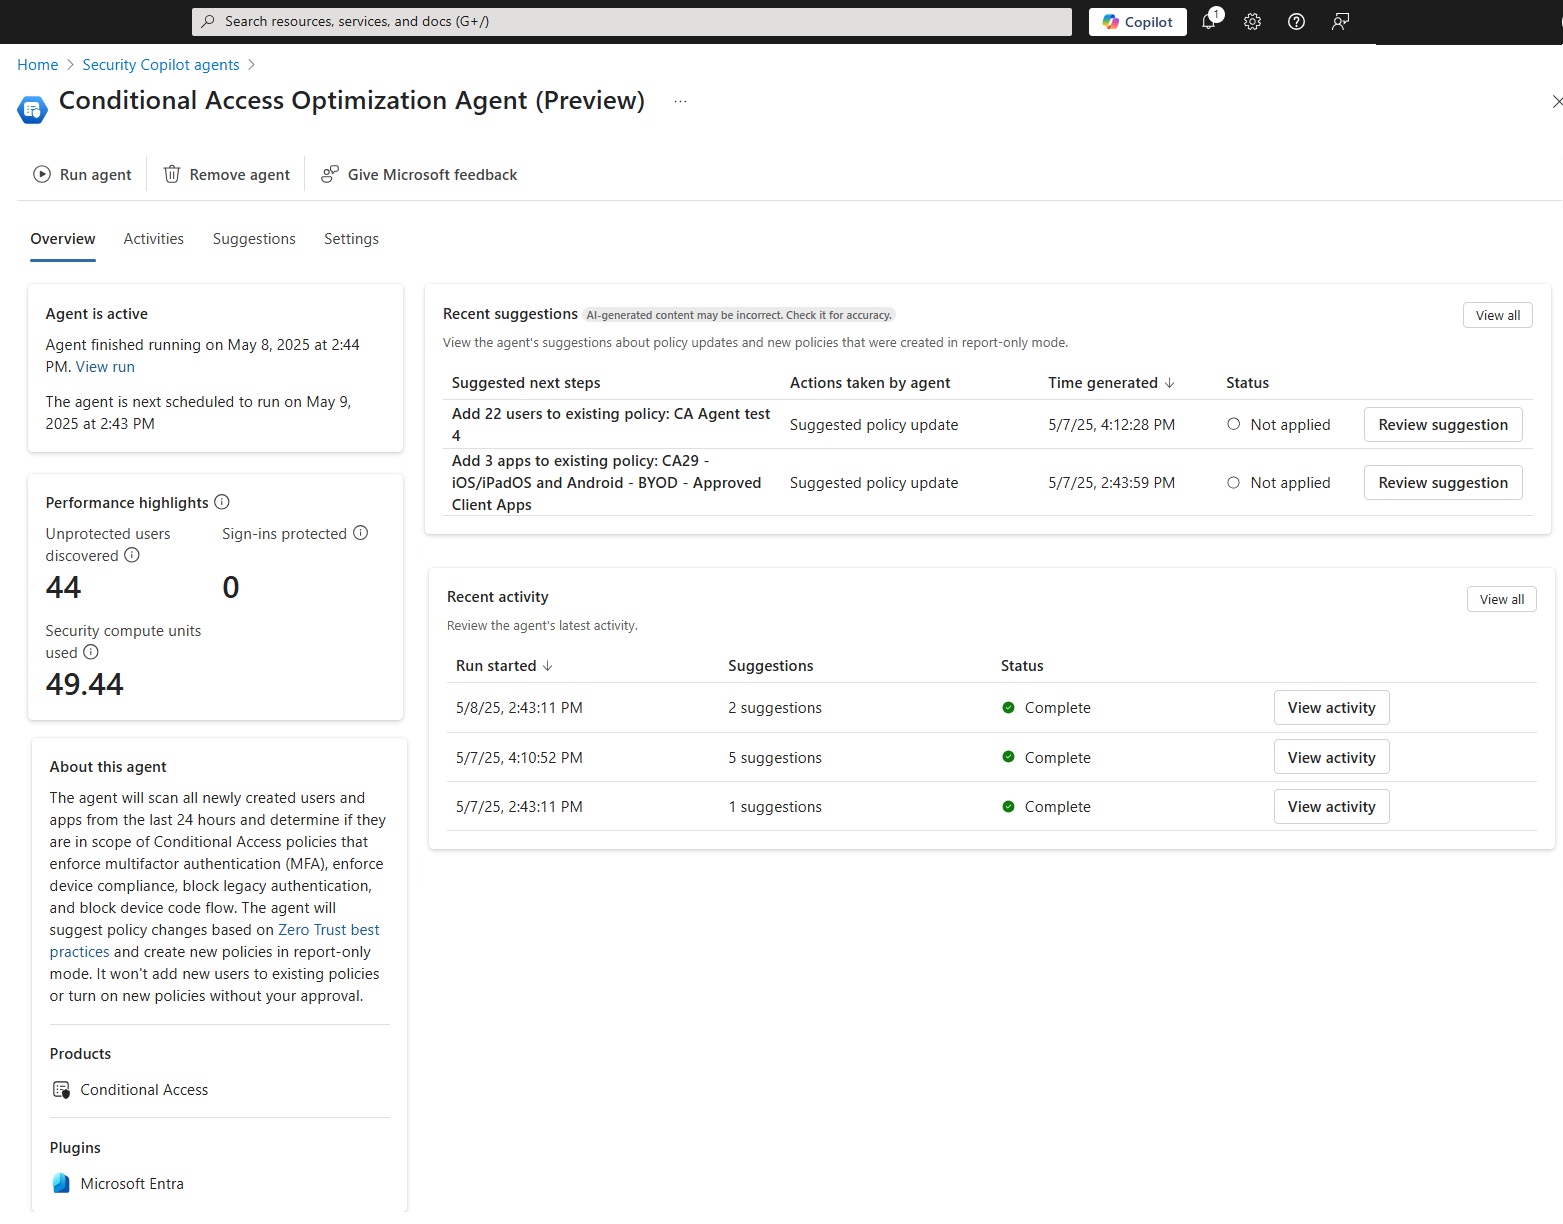 Search resources, services, and docs (G+/)
Copilot
1
Home
Security Copilot agents
Conditional Access Optimization Agent (Preview)
...
Run agent
Remove agent
Give Microsoft feedback
Overview
Activities
Suggestions
Settings
Agent is active
Agent finished running on May 8, 2025 at 2:44
PM. View run
The agent is next scheduled to run on May 9,
2025 at 2:43 PM
Performance highlights
Unprotected users
discovered
44
Sign-ins protected
0
Security compute units
used
49.44
About this agent
The agent will scan all newly created users and
apps from the last 24 hours and determine if they
are in scope of Conditional Access policies that
enforce multifactor authentication (MFA), enforce
device compliance, block legacy authentication,
and block device code flow. The agent will
suggest policy changes based on Zero Trust best
practices and create new policies in report-only
mode. It won't add new users to existing policies
or turn on new policies without your approval.
Products
Conditional Access
Plugins
Microsoft Entra
Recent suggestions AI-generated content may be incorrect. Check it for accuracy.
View all
View the agent's suggestions about policy updates and new policies that were created in report-only mode.
Suggested next steps
Actions taken by agent
Time generated
Status
Add 22 users to existing policy: CA Agent test
4
Suggested policy update
5/7/25, 4:12:28 PM
Not applied
Review suggestion
Add 3 apps to existing policy: CA29 -
iOS/iPadOS and Android - BYOD - Approved
Client Apps
Suggested policy update
5/7/25, 2:43:59 PM
Not applied
Review suggestion
Recent activity
View all
Review the agent's latest activity.
Run started
Suggestions
Status
5/8/25, 2:43:11 PM
2 suggestions
Complete
View activity
5/7/25, 4:10:52 PM
5 suggestions
Complete
View activity
5/7/25, 2:43:11 PM
1 suggestions
Complete
View activity